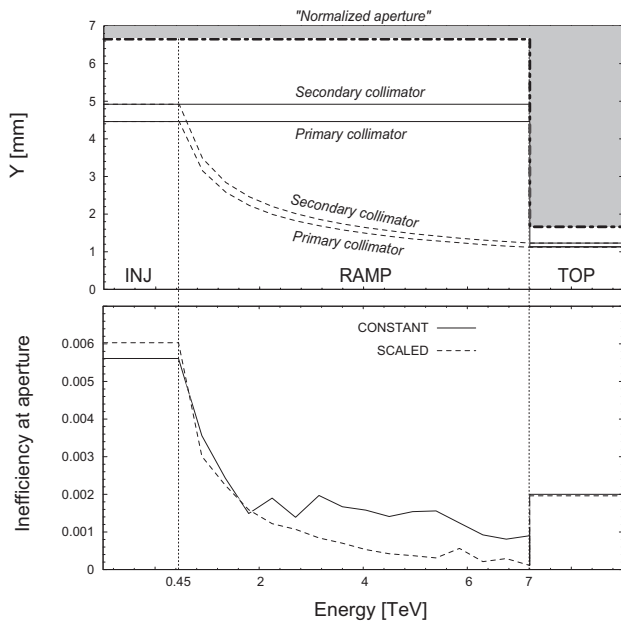 "Normalized aperture"
7
6
5
4
3
2
1
0
Y [mm]
Secondary collimator
Primary collimator
Secondary collimator
Primary collimator
INJ
RAMP
TOP
CONSTANT
SCALED
0.006
0.005
0.004
0.003
0.002
0.001
0
Inefficiency at aperture
0.45
2
4
6
7
Energy [TeV]